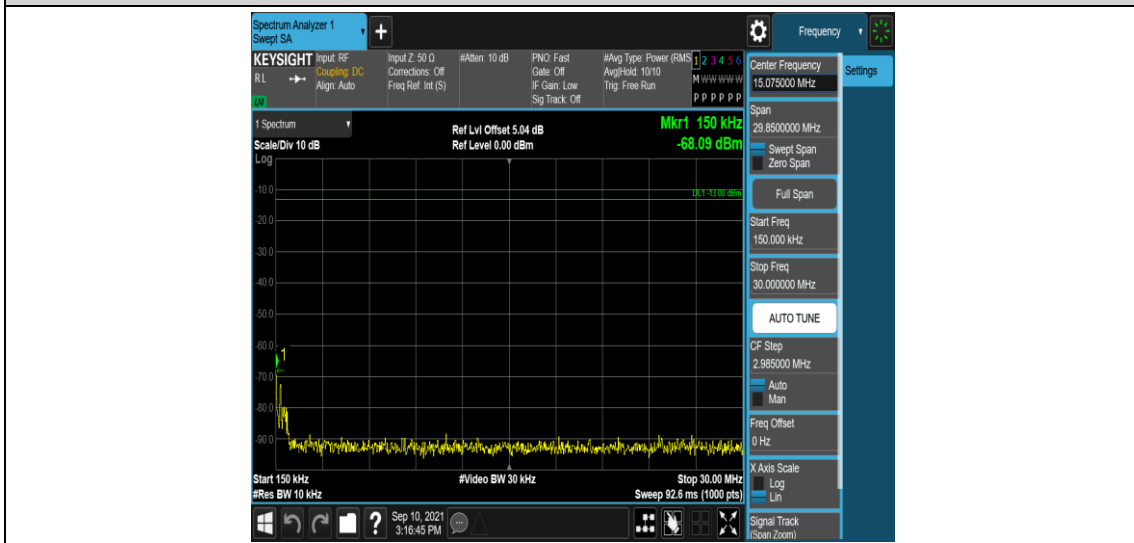 Spectrum Analyzer 1
Swept SA
+
Frequency
KEYSIGHT
RL
Input: RF
Coupling: DC
Align: Auto
Input Z: 50 Ω
Corrections: Off
Freq Ref: Int (S)
#Atten: 10 dB
PNO: Fast
Gate: Off
IF Gain: Low
Sig Track: Off
#Avg Type: Power (RMS
Avg|Hold: 10/10
Trig: Free Run
1 2 3 4 5 6
M W W W W W
P P P P P P
1 Spectrum
Scale/Div 10 dB
Log
Ref Lvl Offset 5.04 dB
Ref Level 0.00 dBm
Mkr1 150 kHz
-68.09 dBm
DL1 -13.00 dBm
-10.0
-20.0
-30.0
-40.0
-50.0
-60.0
1
-70.0
-80.0
-90.0
Start 150 kHz
#Res BW 10 kHz
#Video BW 30 kHz
Stop 30.00 MHz
Sweep 92.6 ms (1000 pts)
Center Frequency
15.075000 MHz
Settings
Span
29.8500000 MHz
Swept Span
Zero Span
Full Span
Start Freq
150.000 kHz
Stop Freq
30.000000 MHz
AUTO TUNE
CF Step
2.985000 MHz
Auto
Man
Freq Offset
0 Hz
X Axis Scale
Log
Lin
Signal Track
(Span Zoom)
?
Sep 10, 2021
3:16:45 PM